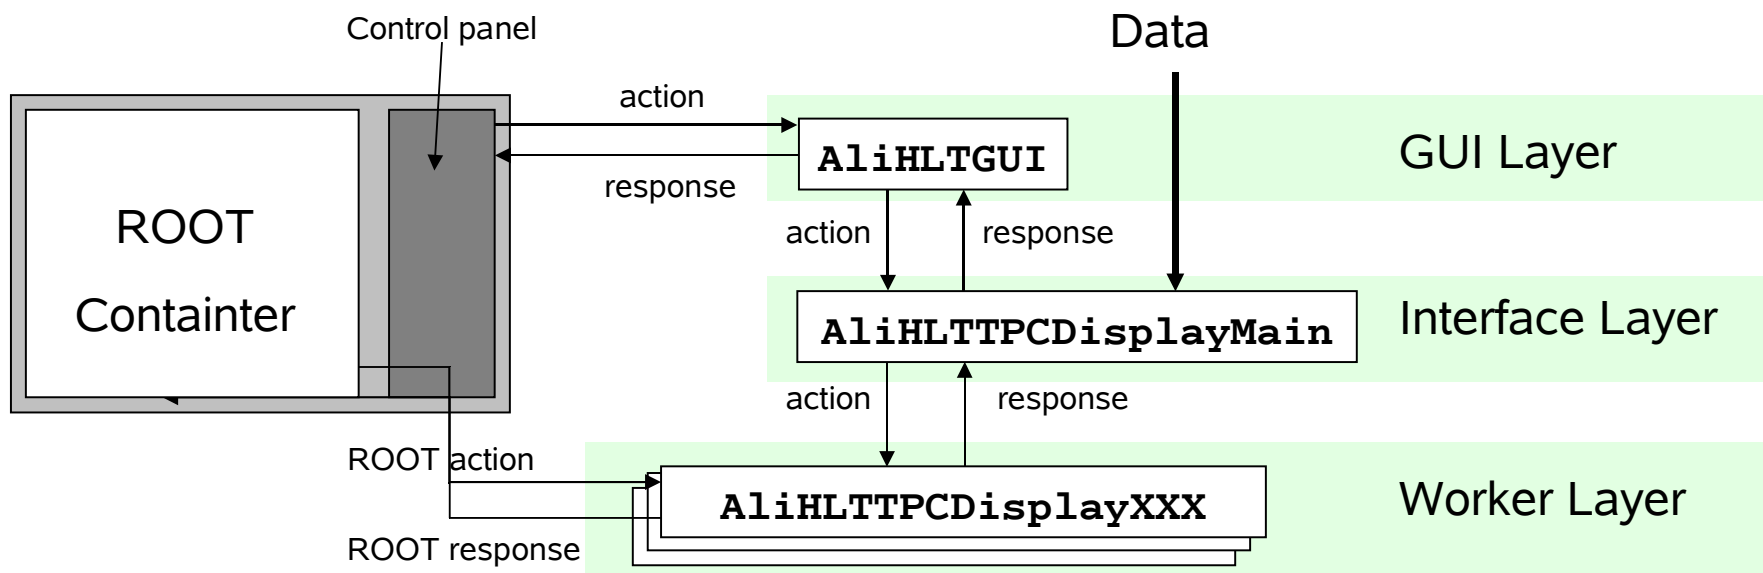 Control panel
Data
action
AliHLTGUI
GUI Layer
response
ROOT
Containter
action
response
AliHLTTPCDisplayMain
Interface Layer
action
response
ROOT action
AliHLTTPCDisplayXXX
Worker Layer
ROOT response